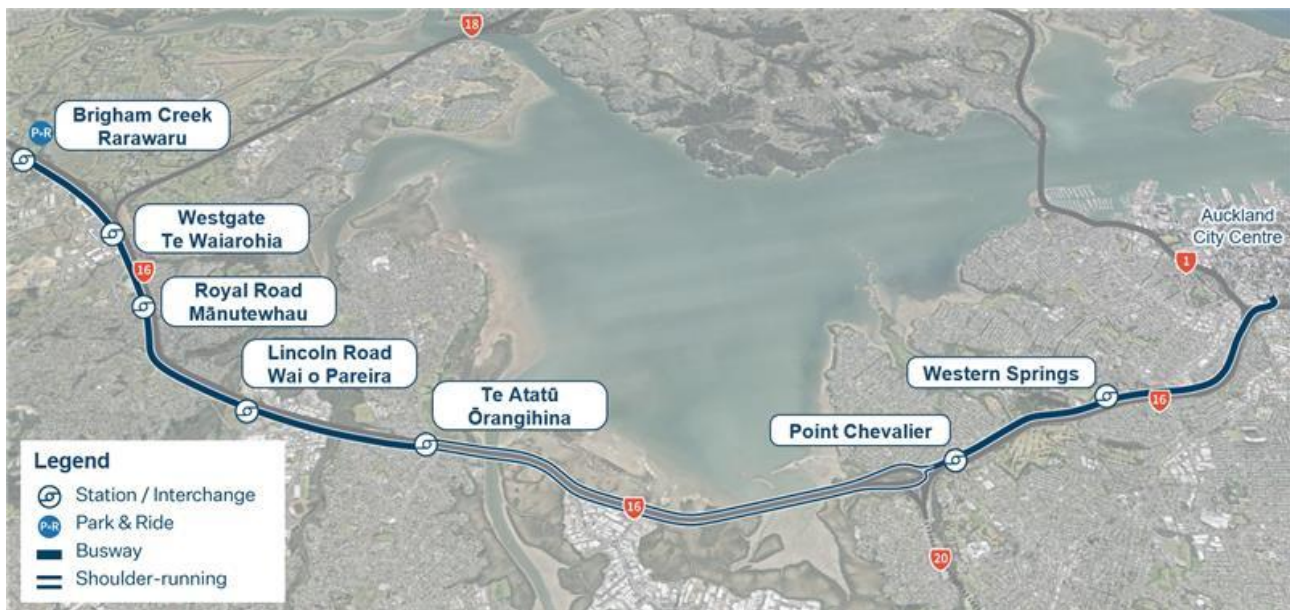 18
Brigham Creek
Rarawaru
P+R
Westgate
Te Waiarohia
16
Royal Road
Mānutewhau
Lincoln Road
Wai o Pareira
Te Atatū
Ōrangihina
16
Point Chevalier
Western Springs
16
20
Auckland
City Centre
1
Legend
Station / Interchange
P+R Park & Ride
Busway
Shoulder-running